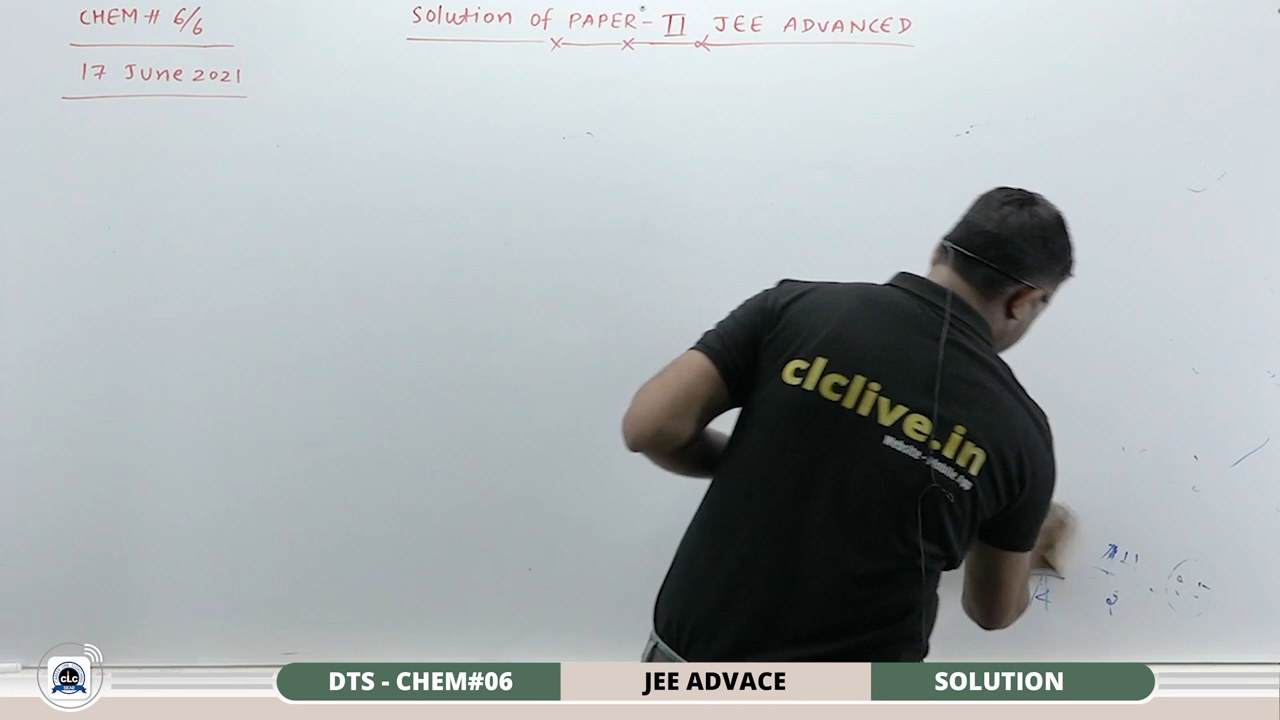 CHEM # 6/6
Solution of PAPER-II JEE ADVANCED
17 June 2021
clclive.in
DTS - CHEM#06
JEE ADVACE
SOLUTION
CLC